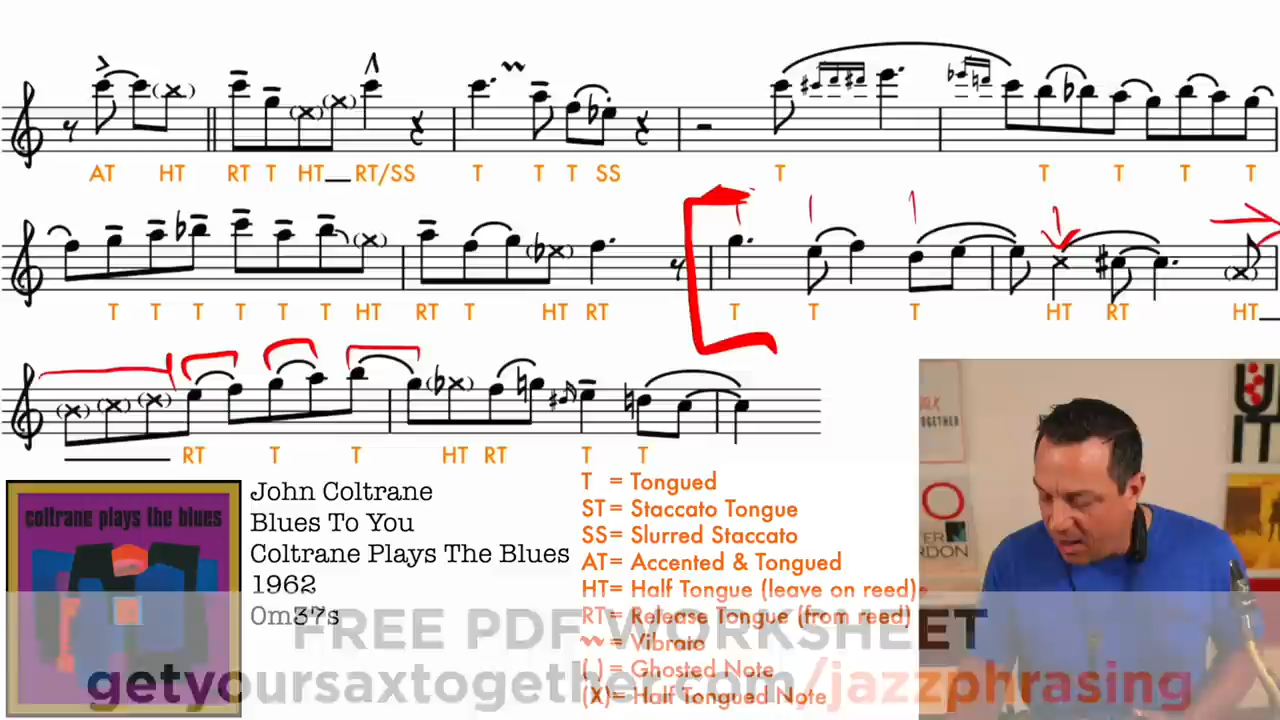 AT HT RT T HT RT/SS T T T SS T T T T T
T T T T T T HT RT T HT RT T T T HT RT HT
RT T T HT RT T T
coltrane plays the blues
John Coltrane
Blues To You
Coltrane Plays The Blues
1962
0m37s
T = Tongued
ST= Staccato Tongue
SS= Slurred Staccato
AT= Accented & Tongued
HT= Half Tongue (leave on reed)
RT= Release Tongue (from reed)
= Vibrato
( ) = Ghosted Note
(X)= Half Tongued Note
FREE PDF WORKSHEET
getyoursaxtogether.com/jazzphrasing